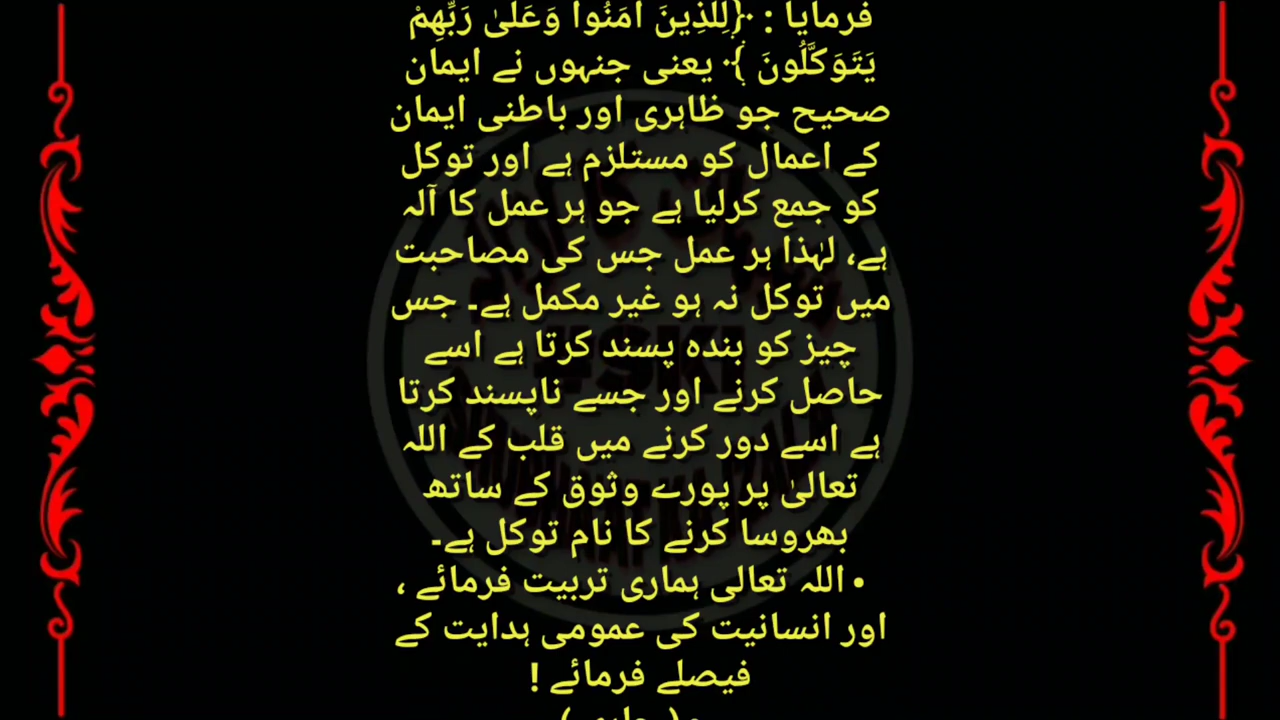 فرمایا : ﴿لِلَّذِينَ آمَنُوا وَعَلَىٰ رَبِّهِمْ
يَتَوَكَّلُونَ ﴾ یعنی جنہوں نے ایمان
صحیح جو ظاہری اور باطنی ایمان
کے اعمال کو مستلزم ہے اور توکل
کو جمع کرلیا ہے جو ہر عمل کا آلہ
ہے، لہٰذا ہر عمل جس کی مصاحبت
میں توکل نہ ہو غیر مکمل ہے۔ جس
چیز کو بندہ پسند کرتا ہے اسے
حاصل کرنے اور جسے ناپسند کرتا
ہے اسے دور کرنے میں قلب کے اللہ
تعالیٰ پر پورے وثوق کے ساتھ
بھروسا کرنے کا نام توکل ہے۔
• اللہ تعالی ہماری تربیت فرمائے ،
اور انسانیت کی عمومی ہدایت کے
فیصلے فرمائے !
#SKI